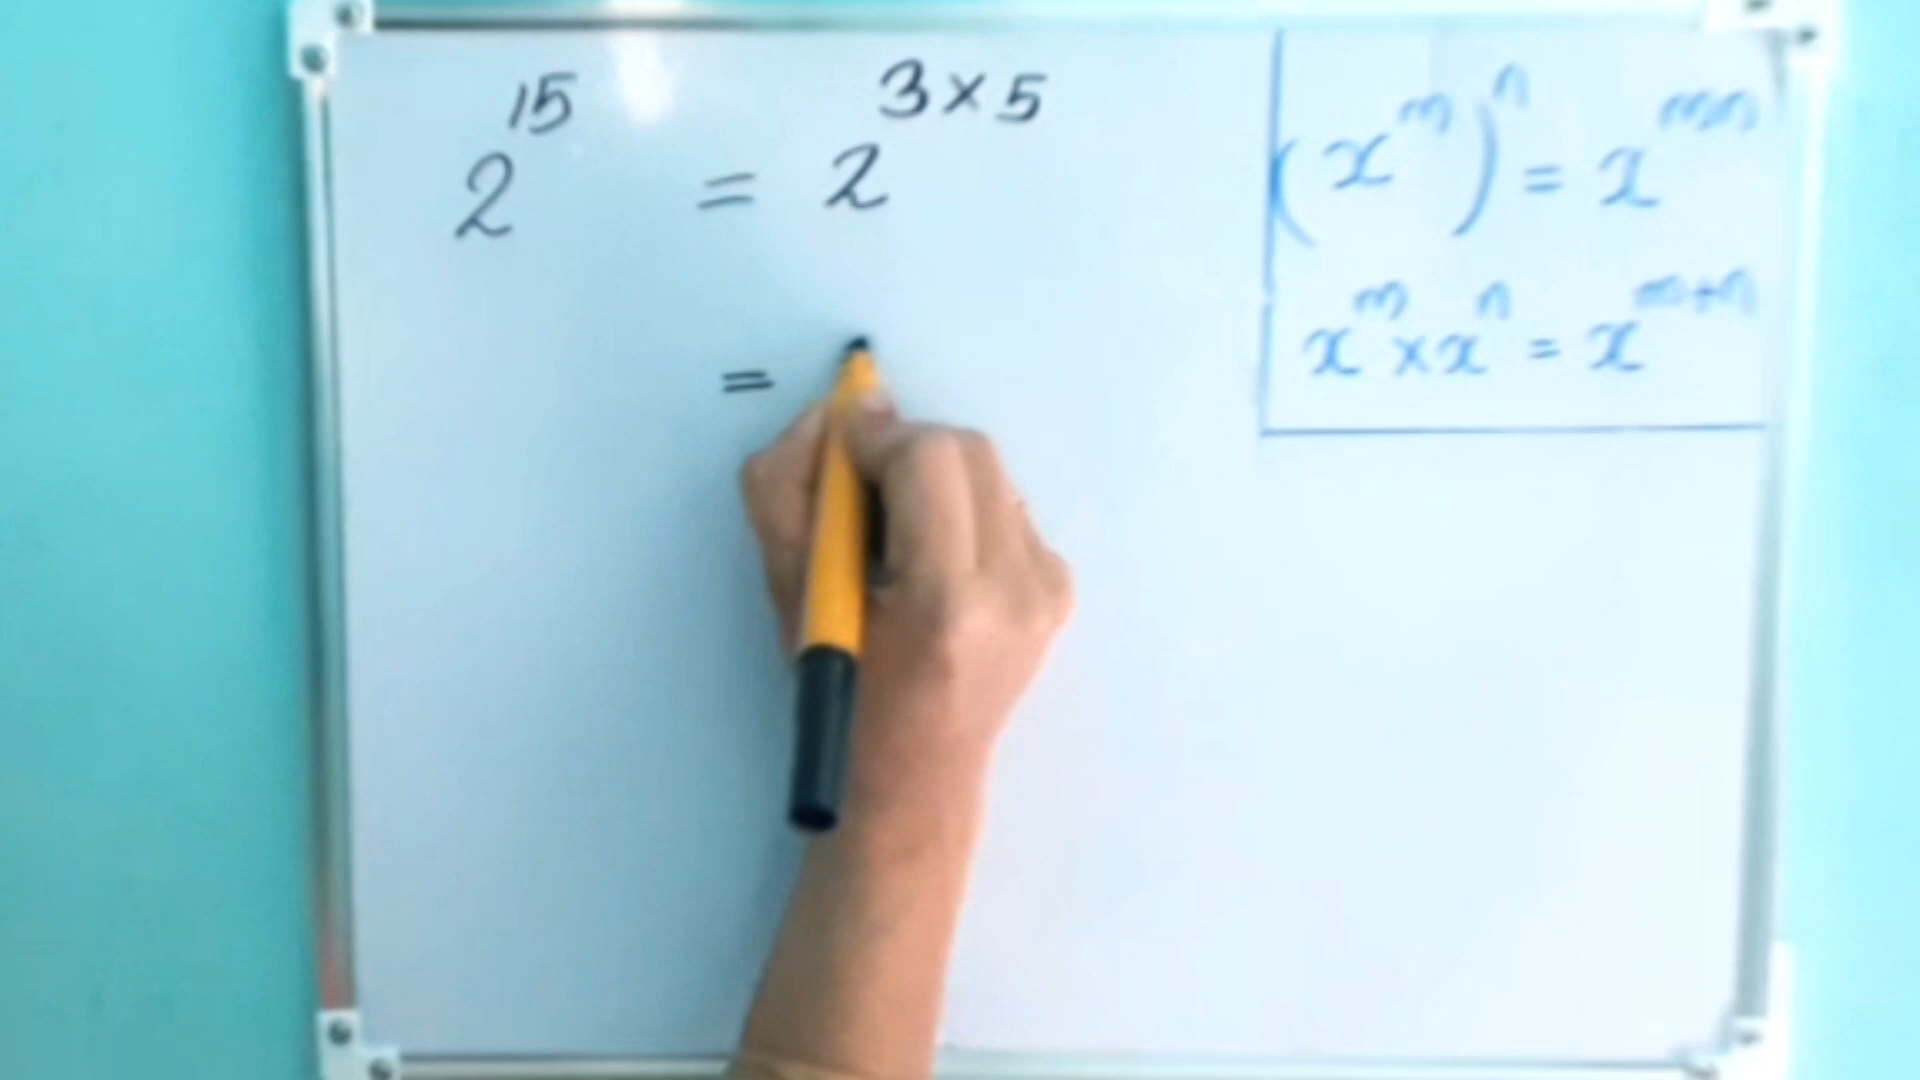 2^15 = 2^3×5
=
(x^m)^n = x^mn
x^m × x^n = x^m+n